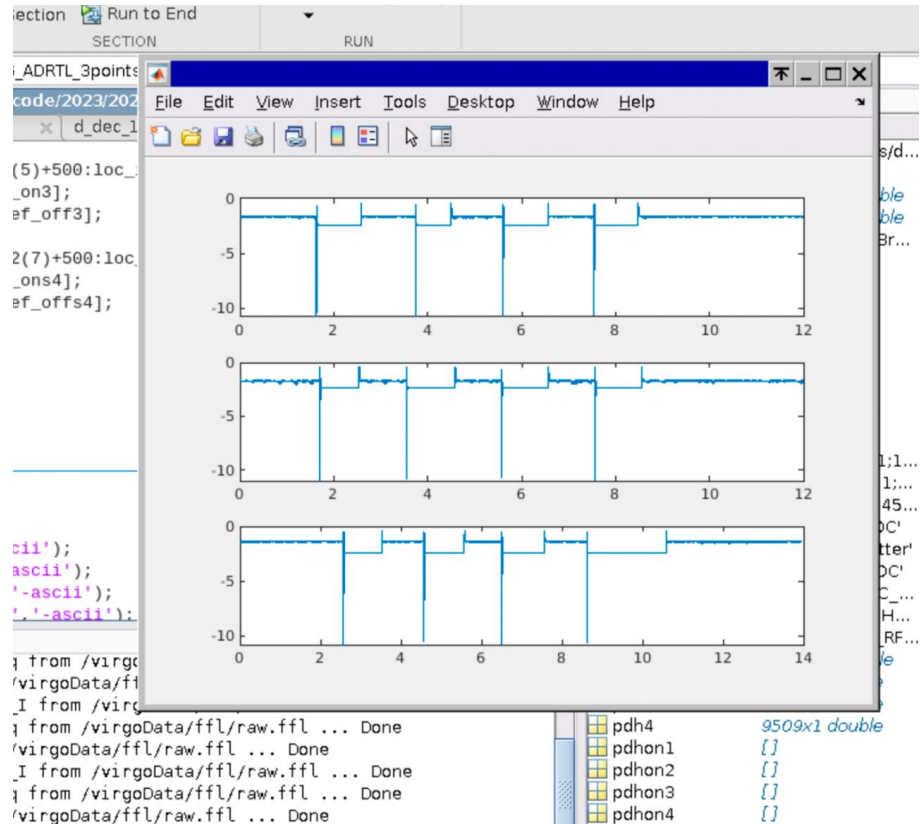 ection Run to End
SECTION RUN
_ADRTL_3points
code/2023/202
d_dec_1
File Edit View Insert Tools Desktop Window Help
s/d...
(5)+500:loc_
_on3];
ef_off3];
ble
ble
Br...
2(7)+500:loc_
_ons4];
ef_offs4];
0
-5
-10
0 2 4 6 8 10 12
0
-5
-10
0 2 4 6 8 10 12
0
-5
-10
0 2 4 6 8 10 12 14
1;1...
1;...
45...
DC'
tter'
DC'
C_...
H...
_RF...
le
cii');
ascii');
'-ascii');
','-ascii');
q from /virgo
/virgoData/ff
_I from /virg
q from /virgoData/ffl/raw.ffl ... Done
/virgoData/ffl/raw.ffl ... Done
_I from /virgoData/ffl/raw.ffl ... Done
q from /virgoData/ffl/raw.ffl ... Done
/virgoData/ffl/raw.ffl ... Done
pdh4 9509x1 double
pdhon1 []
pdhon2 []
pdhon3 []
pdhon4 []